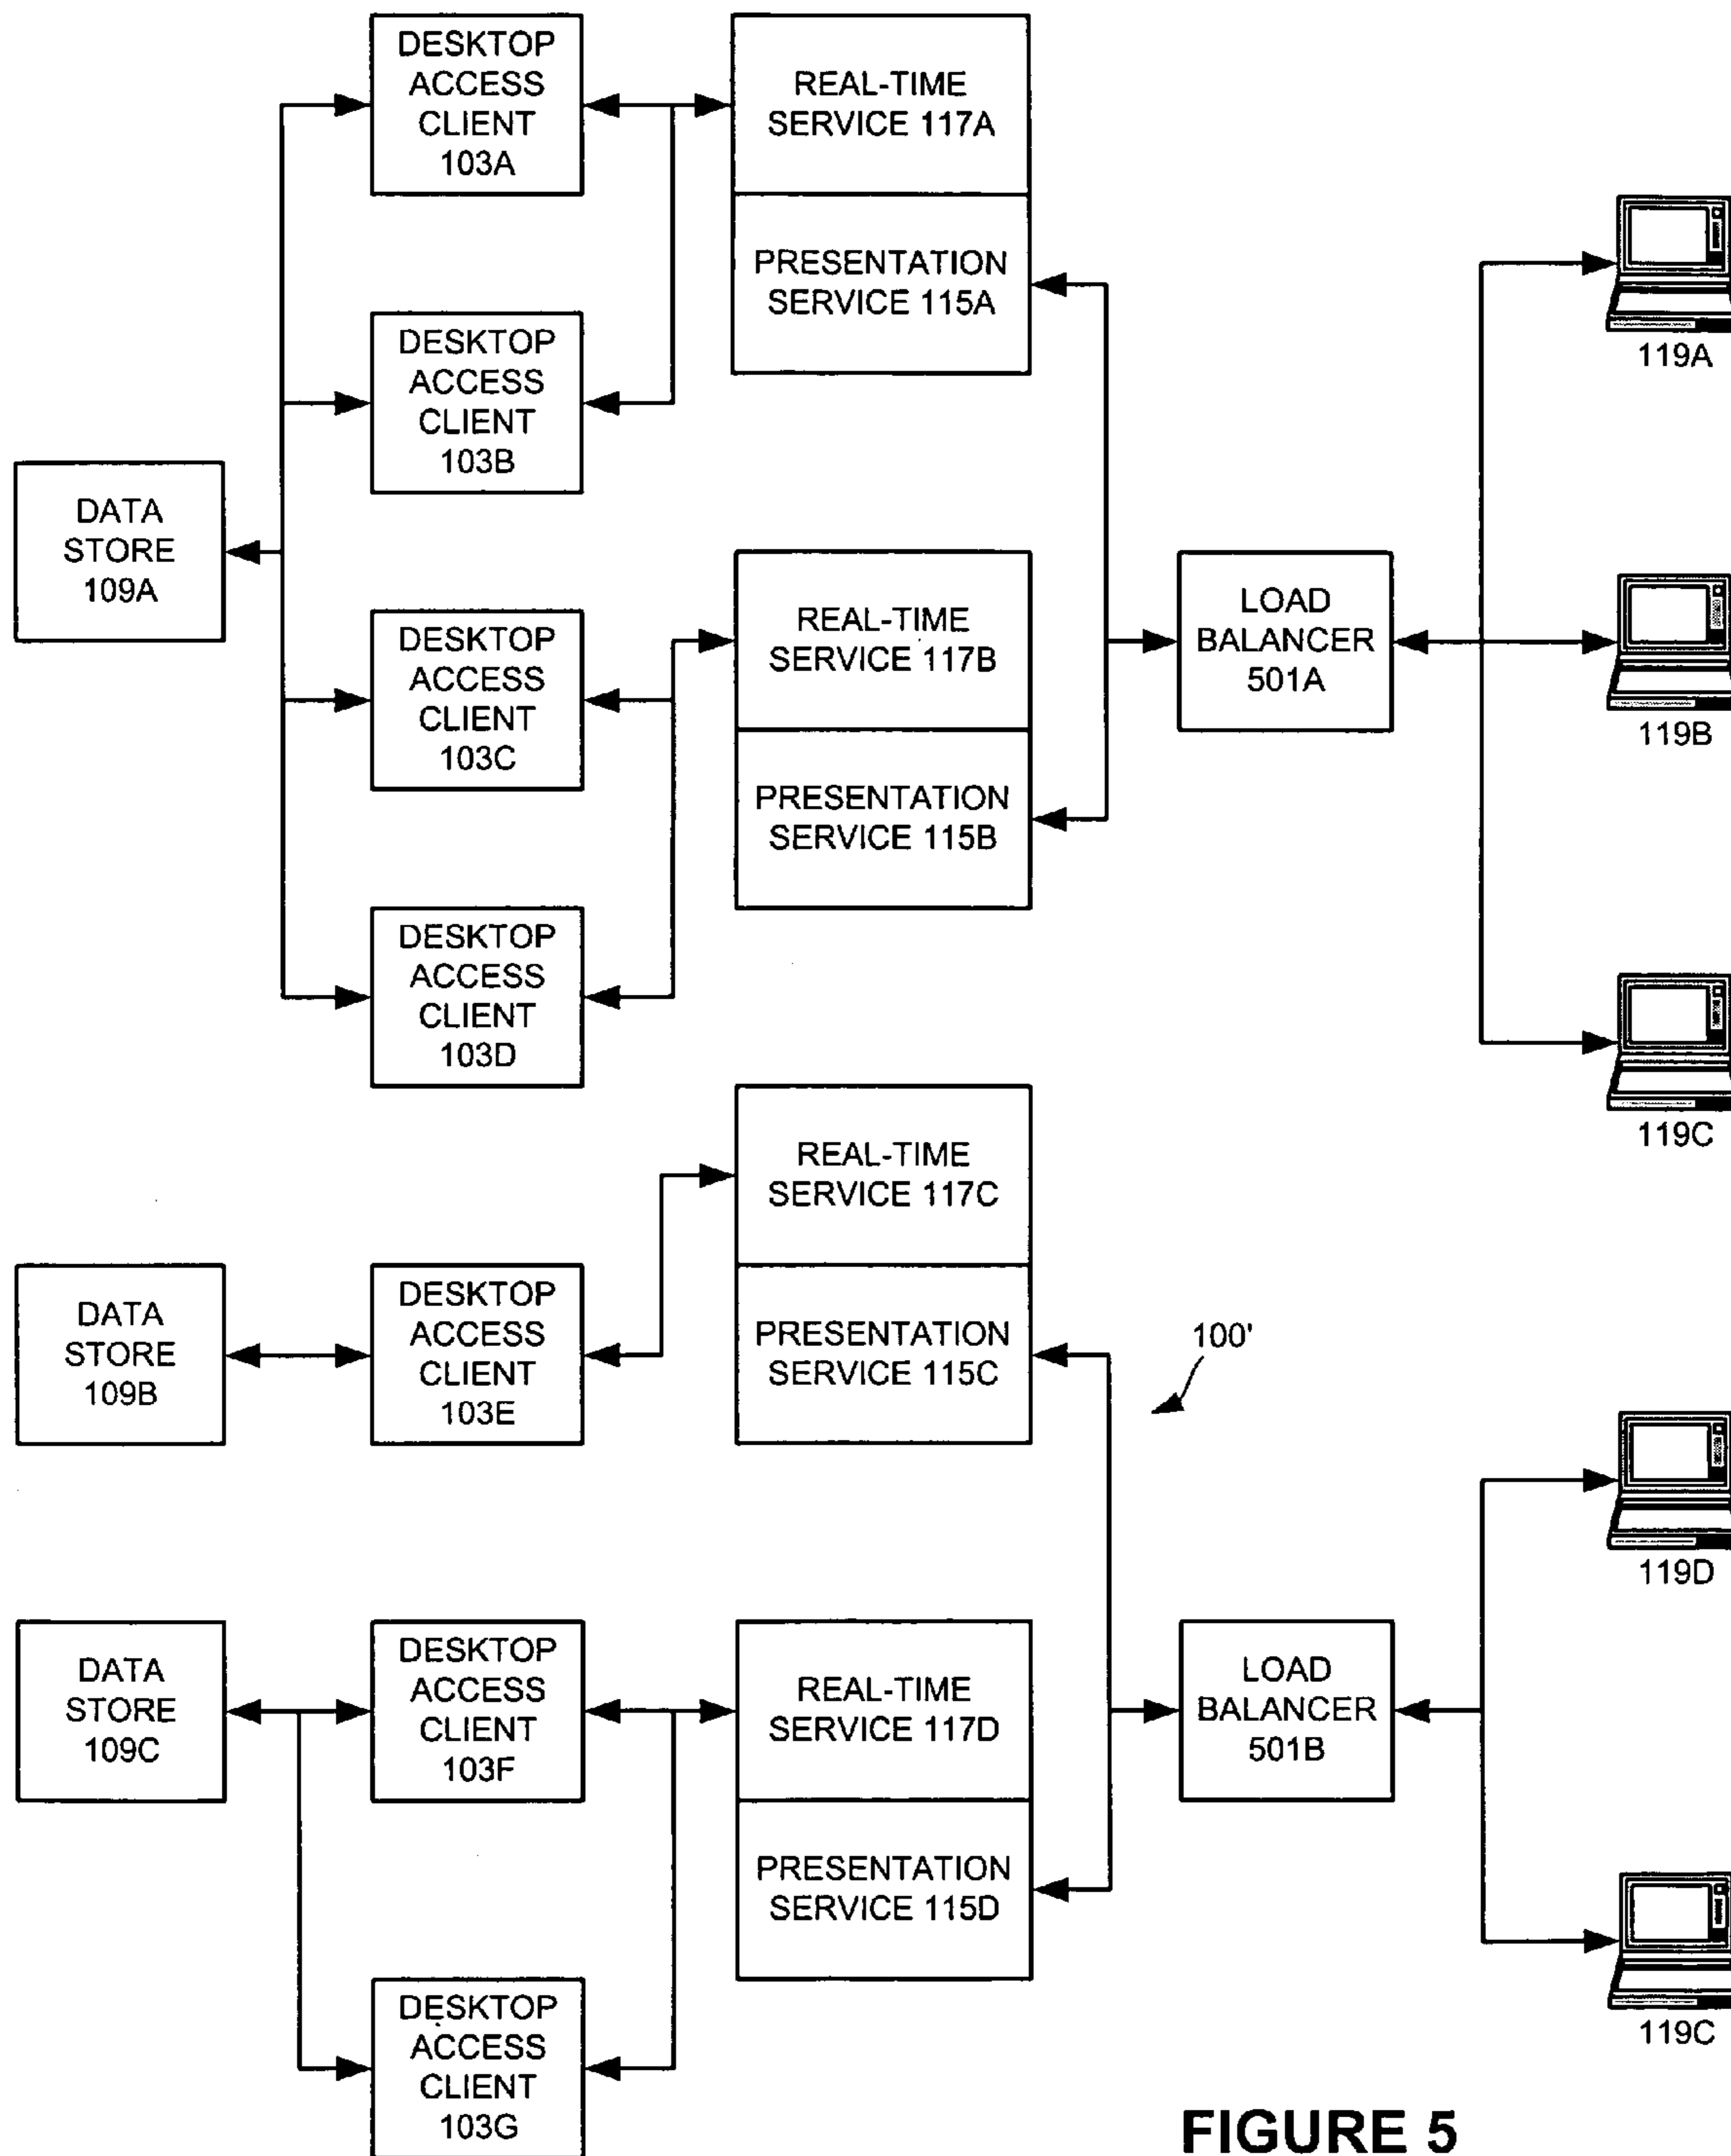 DESKTOP
ACCESS
CLIENT
103A
REAL-TIME
SERVICE 117A
PRESENTATION
SERVICE 115A
119A
DESKTOP
ACCESS
CLIENT
103B
DATA
STORE
109A
DESKTOP
ACCESS
CLIENT
103C
REAL-TIME
SERVICE 117B
PRESENTATION
SERVICE 115B
LOAD
BALANCER
501A
119B
DESKTOP
ACCESS
CLIENT
103D
119C
REAL-TIME
SERVICE 117C
PRESENTATION
SERVICE 115C
DATA
STORE
109B
DESKTOP
ACCESS
CLIENT
103E
100'
119D
DATA
STORE
109C
DESKTOP
ACCESS
CLIENT
103F
REAL-TIME
SERVICE 117D
PRESENTATION
SERVICE 115D
LOAD
BALANCER
501B
119C
DESKTOP
ACCESS
CLIENT
103G
FIGURE 5